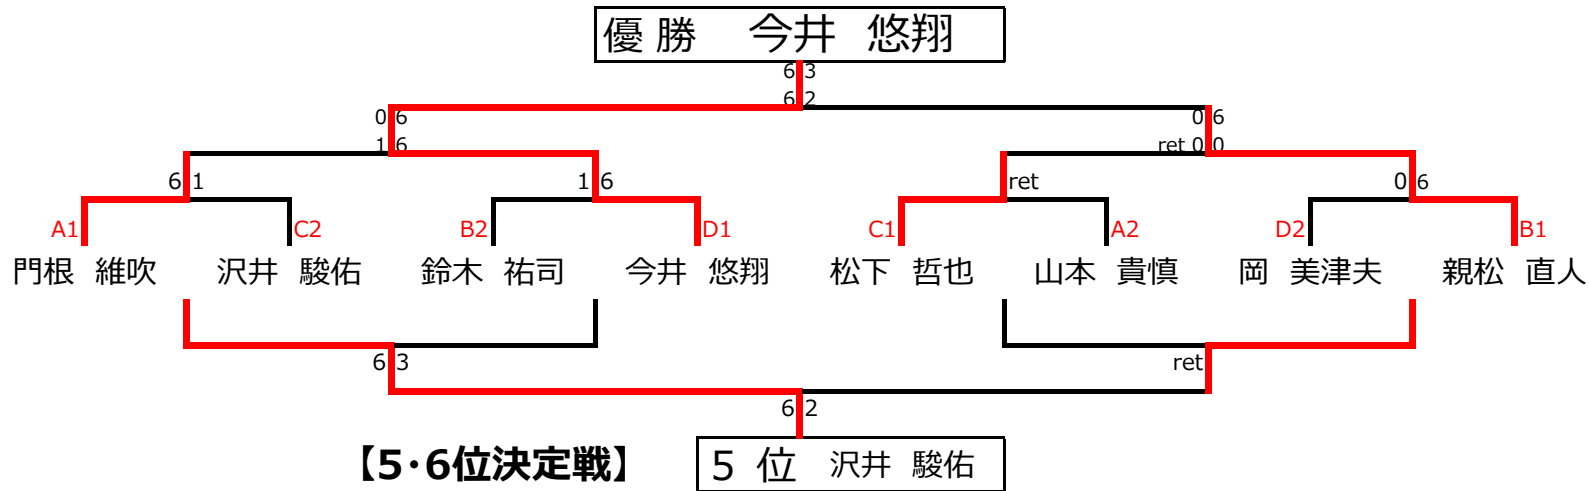 優 勝 今井 悠翔
6 3
6 2
0 6
0 6
1 6
ret 0 0
6 1
1 6
ret
0 6
A1 C2 B2 D1 C1 A2 D2 B1
門根 維吹 沢井 駿佑 鈴木 祐司 今井 悠翔 松下 哲也 山本 貴慎 岡 美津夫 親松 直人
6 3
ret
6 2
【5・6位決定戦】
5 位 沢井 駿佑